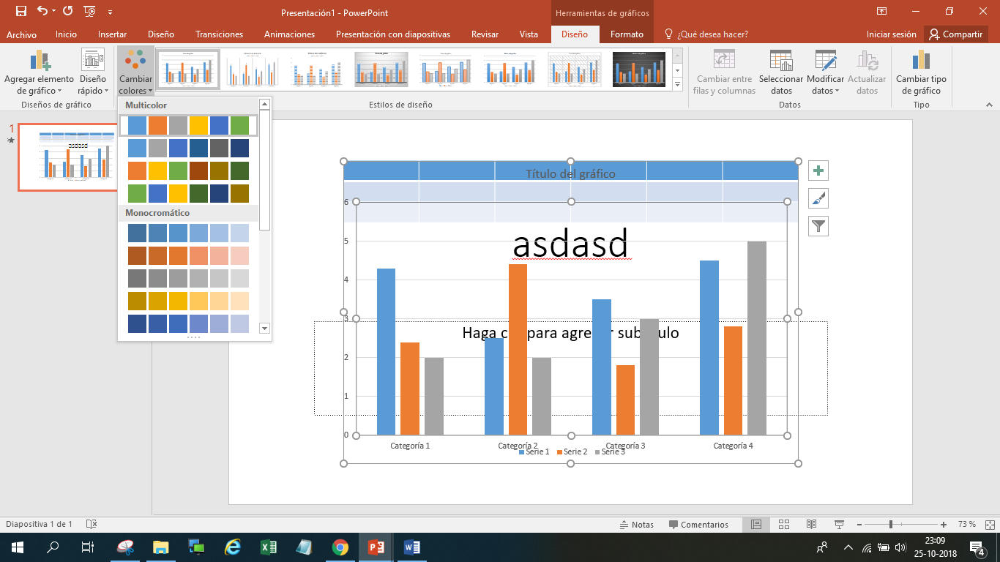 Presentación1 - PowerPoint
Herramientas de gráficos
Archivo Inicio Insertar Diseño Transiciones Animaciones Presentación con diapositivas Revisar Vista Diseño Formato ¿Qué desea hacer? Iniciar sesión Compartir
Agregar elemento de gráfico
Diseño rápido
Cambiar colores
Cambiar entre filas y columnas
Seleccionar datos
Modificar datos
Actualizar datos
Cambiar tipo de gráfico
Diseños de gráfico
Estilos de diseño
Datos
Tipo
Multicolor
Monocromático
1
asdasd
Título del gráfico
6
asdasd
5
4
3
Haga c para agre r sub ulo
2
1
0
Categoría 1 Categoría 2 Categoría 3 Categoría 4
Serie 1 Serie 2 Serie 3
Diapositiva 1 de 1
Notas
Comentarios
73 %
23:09
25-10-2018
4